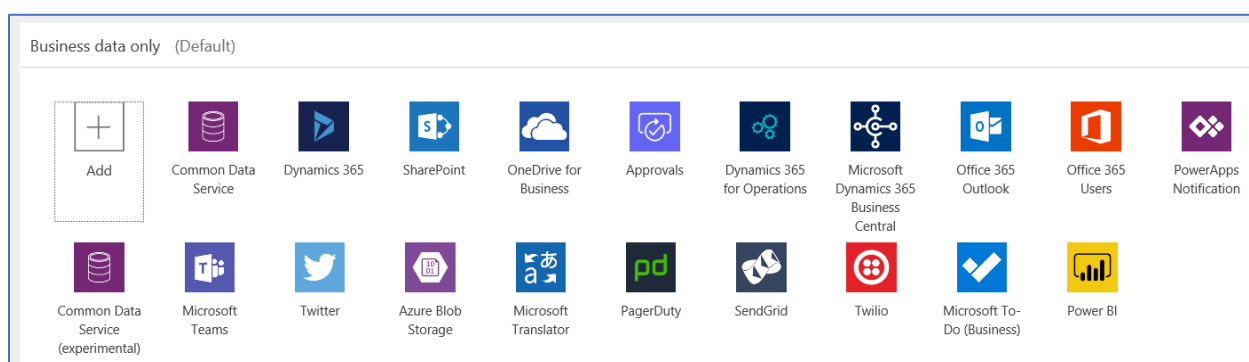 Business data only (Default)
Add
Common Data
Service
Dynamics 365
SharePoint
OneDrive for
Business
Approvals
Dynamics 365
for Operations
Microsoft
Dynamics 365
Business
Central
Office 365
Outlook
Office 365
Users
PowerApps
Notification
Common Data
Service
(experimental)
Microsoft
Teams
Twitter
Azure Blob
Storage
Microsoft
Translator
PagerDuty
SendGrid
Twilio
Microsoft To-
Do (Business)
Power BI